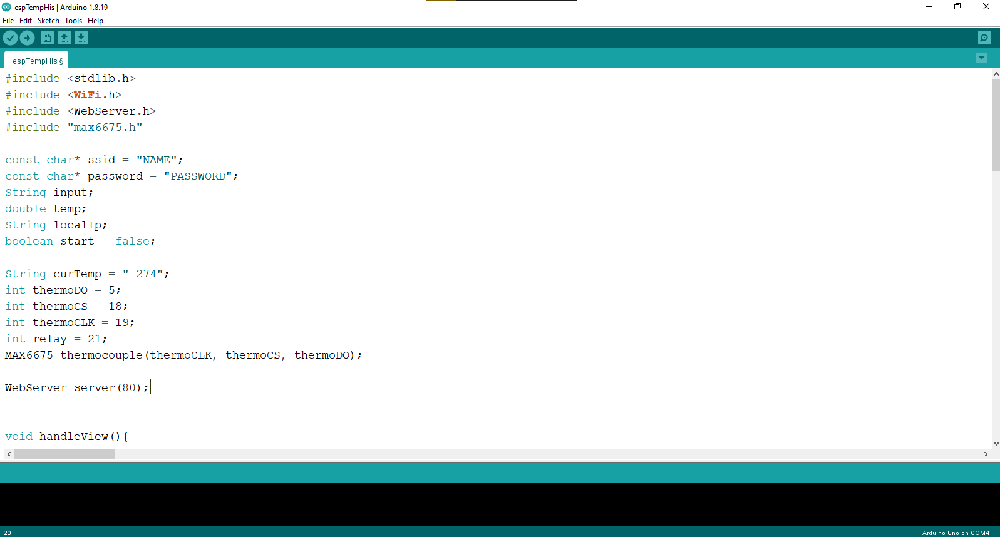 espTempHis | Arduino 1.8.19
File Edit Sketch Tools Help
espTempHis §
#include <stdlib.h>
#include <WiFi.h>
#include <WebServer.h>
#include "max6675.h"
const char* ssid = "NAME";
const char* password = "PASSWORD";
String input;
double temp;
String localIp;
boolean start = false;
String curTemp = "-274";
int thermoDO = 5;
int thermoCS = 18;
int thermoCLK = 19;
int relay = 21;
MAX6675 thermocouple(thermoCLK, thermoCS, thermoDO);
WebServer server(80);
void handleView(){
20
Arduino Uno on COM4